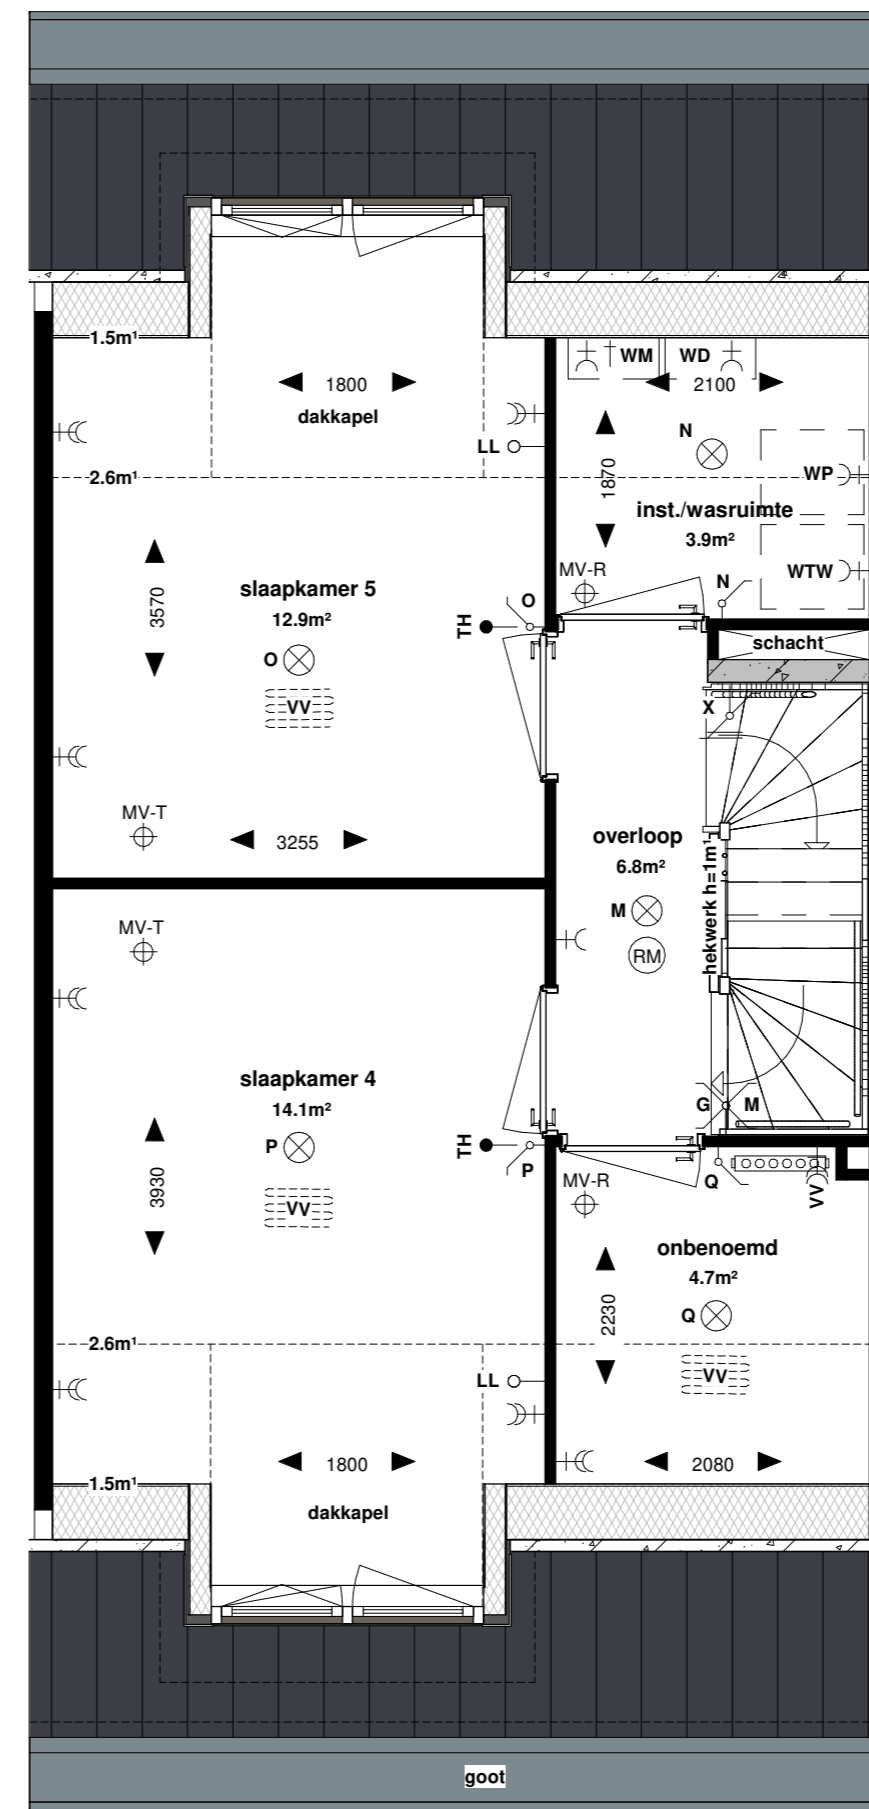 1.5m¹
WM
WD
1800
2100
dakkapel
N
LL
1870
2.6m¹
WP
inst./wasruimte
3.9m²
MV-R
WTW
N
3570
slaapkamer 5
12.9m²
TH
O
schacht
O
VV
X
MV-T
3255
overloop
6.8m²
hekwerk h=1m¹
M
RM
MV-T
slaapkamer 4
14.1m²
G
M
P
TH
P
MV-R
Q
VV
3930
VV
onbenoemd
4.7m²
2230
Q
2.6m¹
VV
LL
1.5m¹
1800
2080
dakkapel
goot